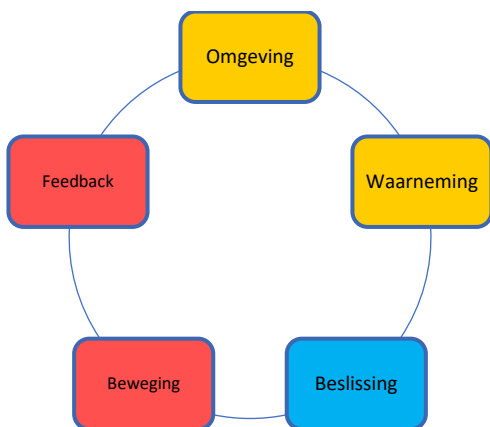 Omgeving
Waarneming
Beslissing
Beweging
Feedback